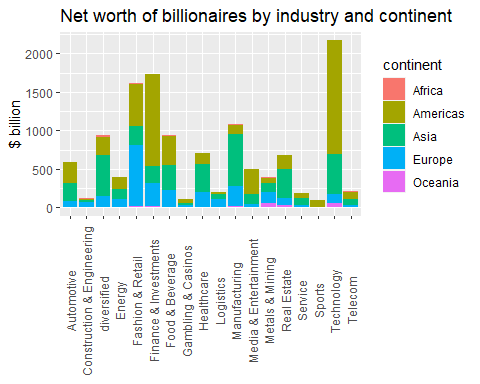 Net worth of billionaires by industry and continent
$ billion
2000
1500
1000
500
0
Automotive
Construction & Engineering
diversified
Energy
Fashion & Retail
Finance & Investments
Food & Beverage
Gambling & Casinos
Healthcare
Logistics
Manufacturing
Media & Entertainment
Metals & Mining
Real Estate
Service
Sports
Technology
Telecom
continent
Africa
Americas
Asia
Europe
Oceania